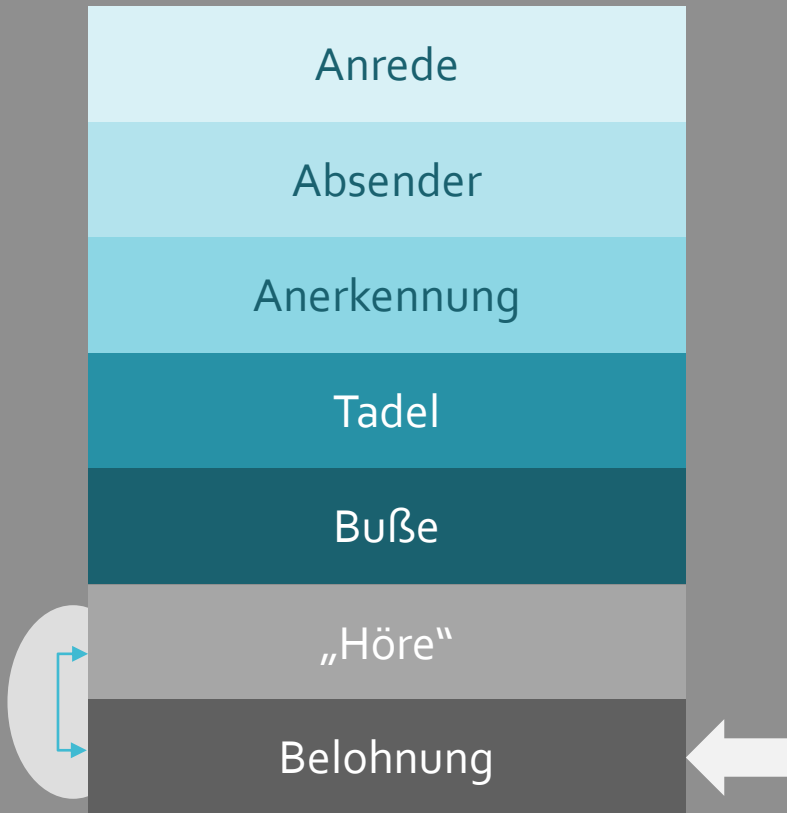 Anrede
Absender
Anerkennung
Tadel
Buße
„Höre“
Belohnung